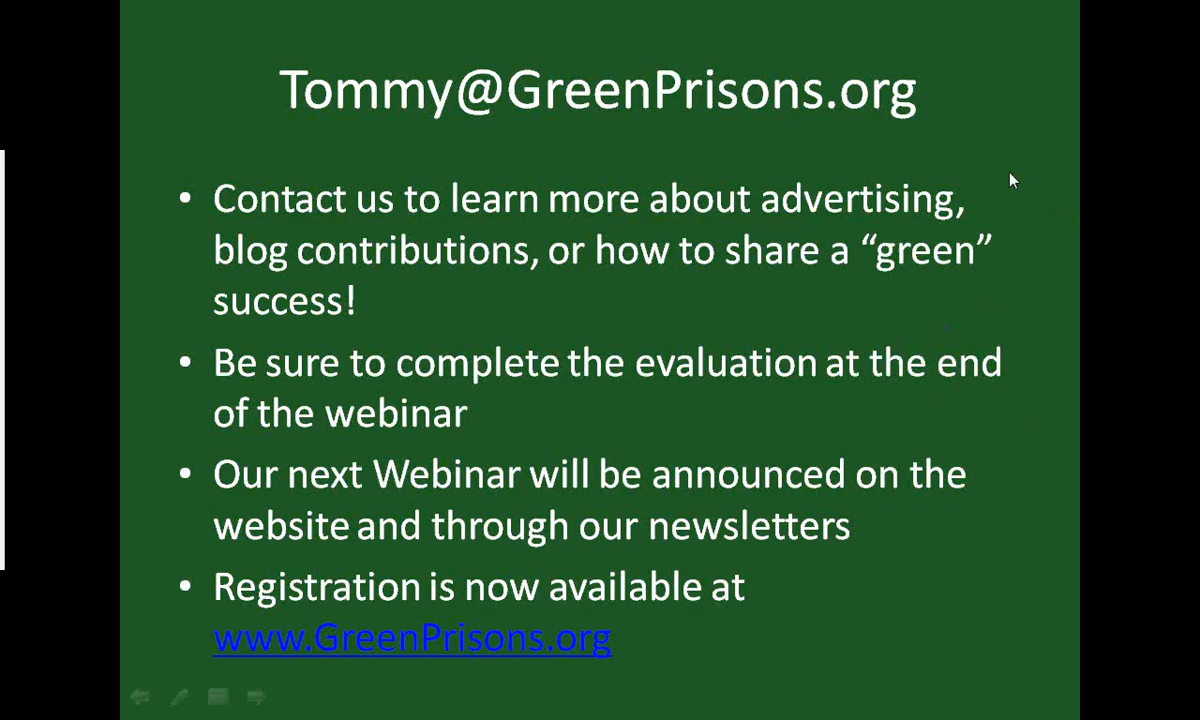 Tommy@GreenPrisons.org
• Contact us to learn more about advertising,
blog contributions, or how to share a “green”
success!
• Be sure to complete the evaluation at the end
of the webinar
• Our next Webinar will be announced on the
website and through our newsletters
• Registration is now available at
www.GreenPrisons.org